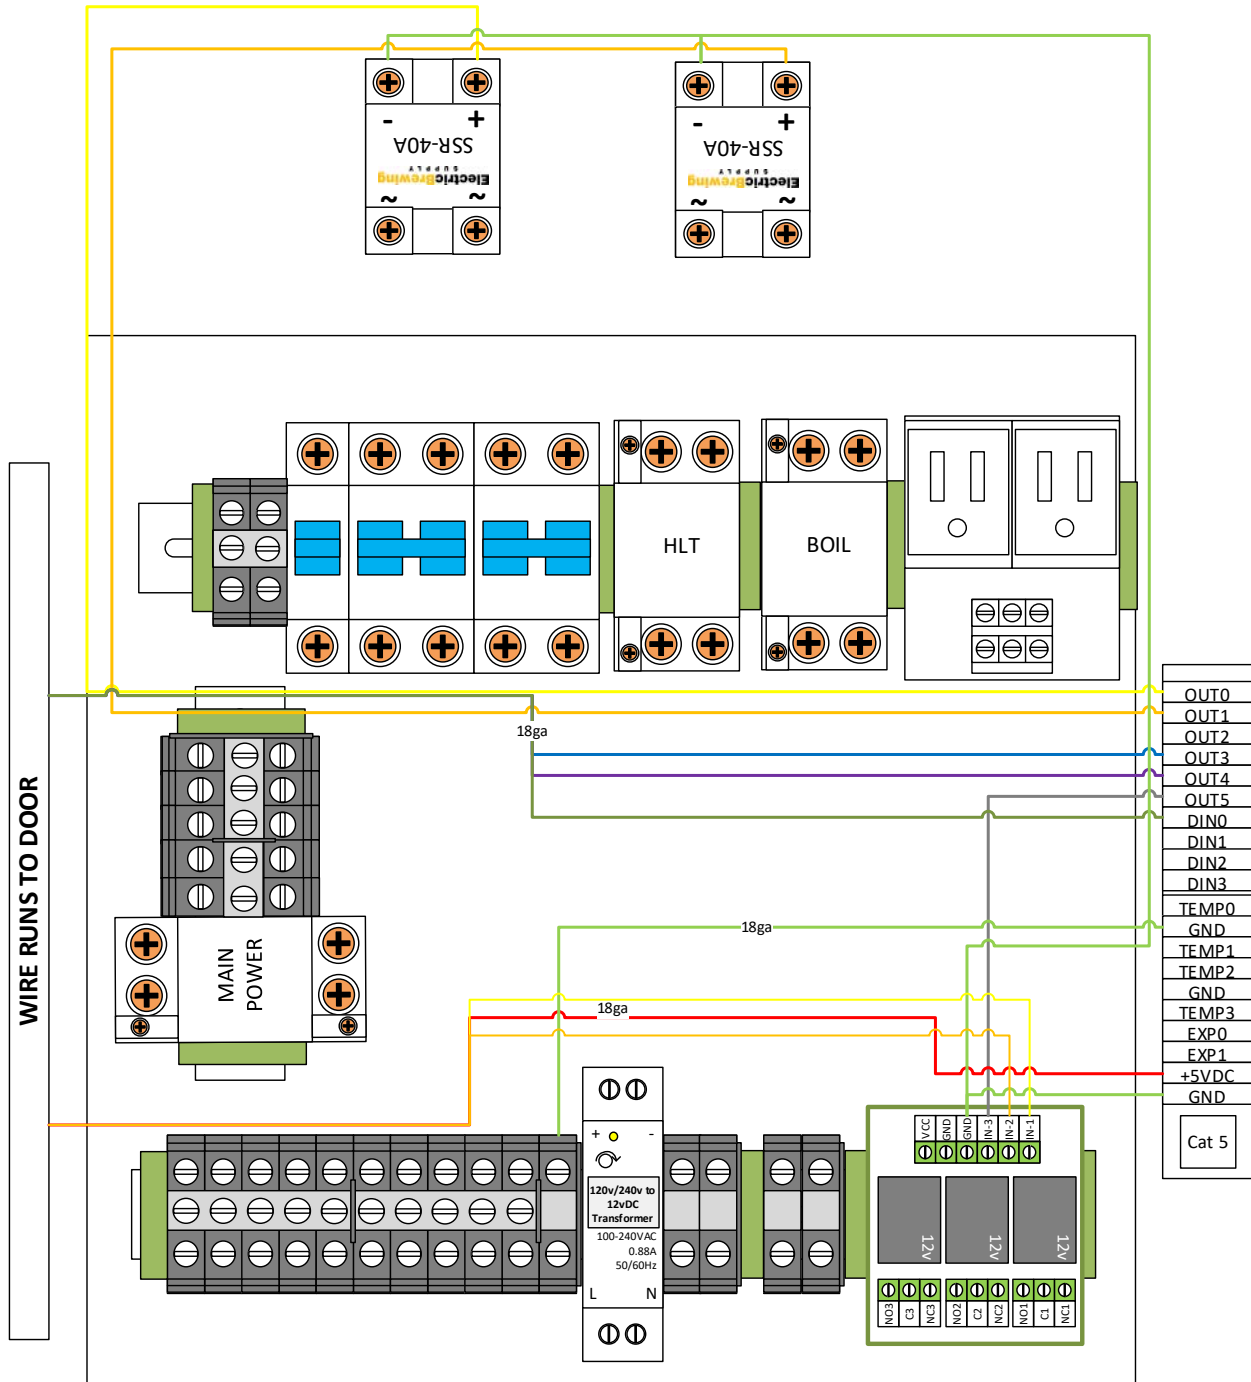 - +
SSR-40A
SUPPLY
ElectricBrewing
~ ~
- +
SSR-40A
SUPPLY
ElectricBrewing
~ ~
HLT
BOIL
WIRE RUNS TO DOOR
MAIN
POWER
18ga
18ga
18ga
OUT0
OUT1
OUT2
OUT3
OUT4
OUT5
DIN0
DIN1
DIN2
DIN3
TEMP0
GND
TEMP1
TEMP2
GND
TEMP3
EXP0
EXP1
+5VDC
GND
Cat 5
+ -
120v/240v to
12vDC
Transformer
100-240VAC
0.88A
50/60Hz
L N
VCC
GND
GND
IN-3
IN-2
IN-1
12v
12v
12v
NO3
C3
NC3
NO2
C2
NC2
NO1
C1
NC1